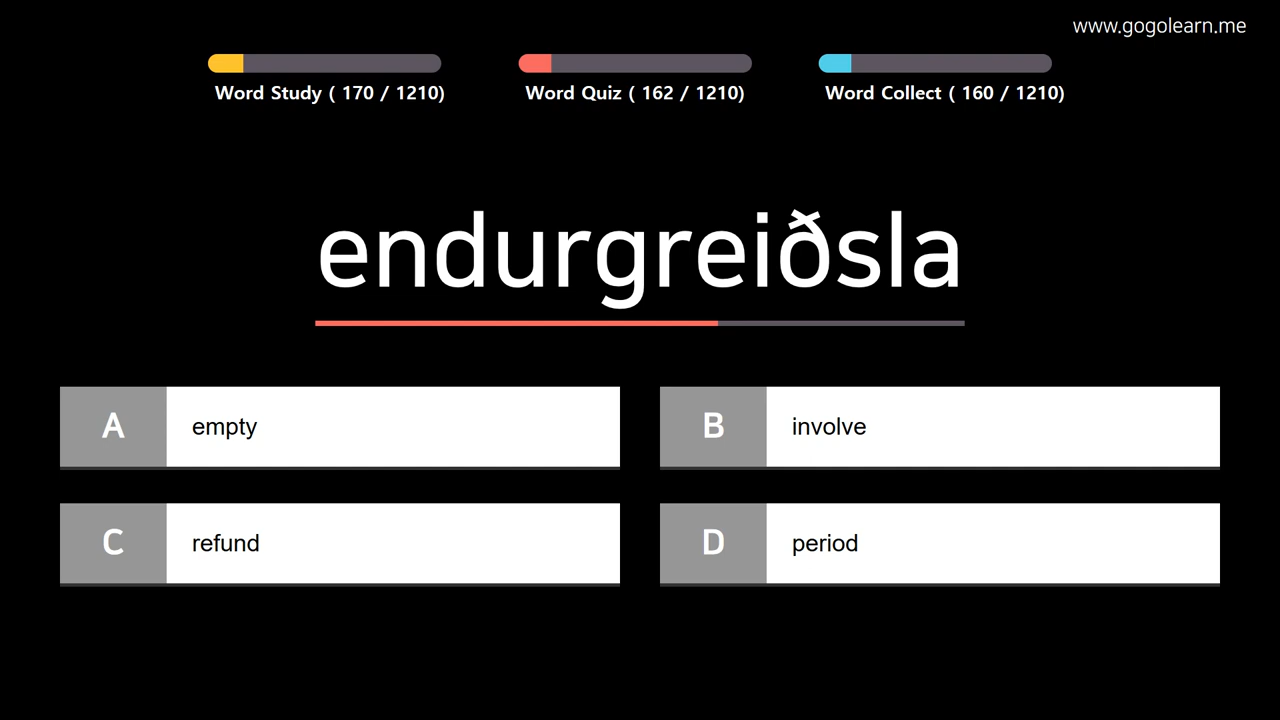 www.gogolearn.me
Word Study ( 170 / 1210)
Word Quiz ( 162 / 1210)
Word Collect ( 160 / 1210)
endurgreiðsla
A
empty
B
involve
C
refund
D
period